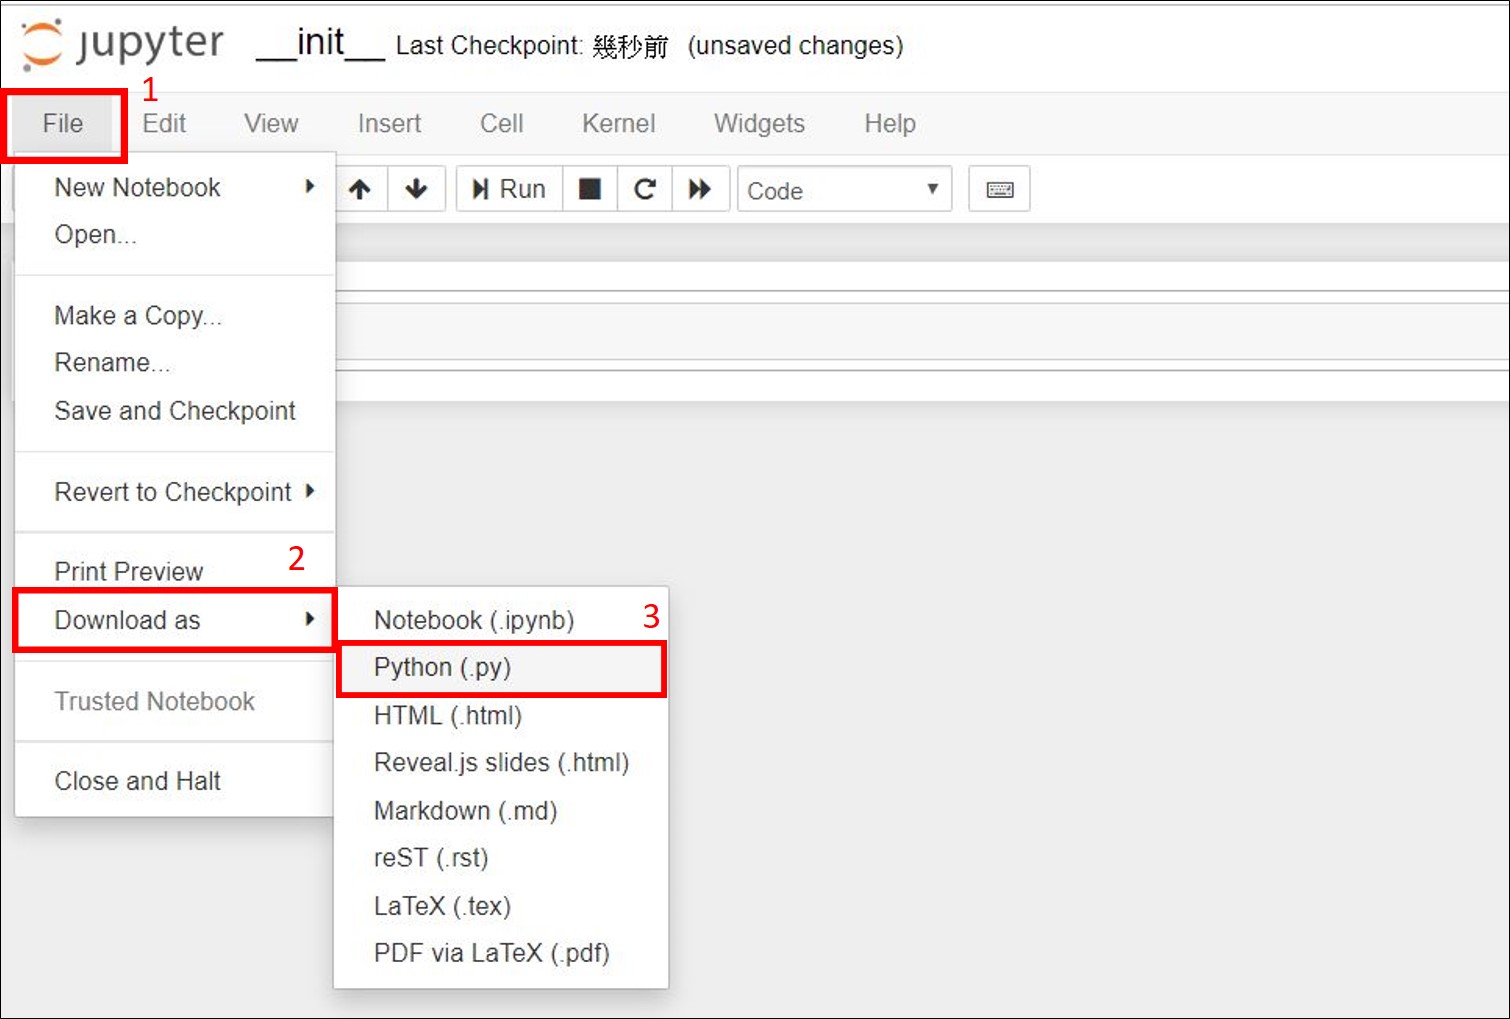 jupyter __init__ Last Checkpoint: 幾秒前 (unsaved changes)
1
File Edit View Insert Cell Kernel Widgets Help
New Notebook
Run Code
Open...
Make a Copy...
Rename...
Save and Checkpoint
Revert to Checkpoint
2
Print Preview
Download as
Trusted Notebook
Close and Halt
3
Notebook (.ipynb)
Python (.py)
HTML (.html)
Reveal.js slides (.html)
Markdown (.md)
reST (.rst)
LaTeX (.tex)
PDF via LaTeX (.pdf)